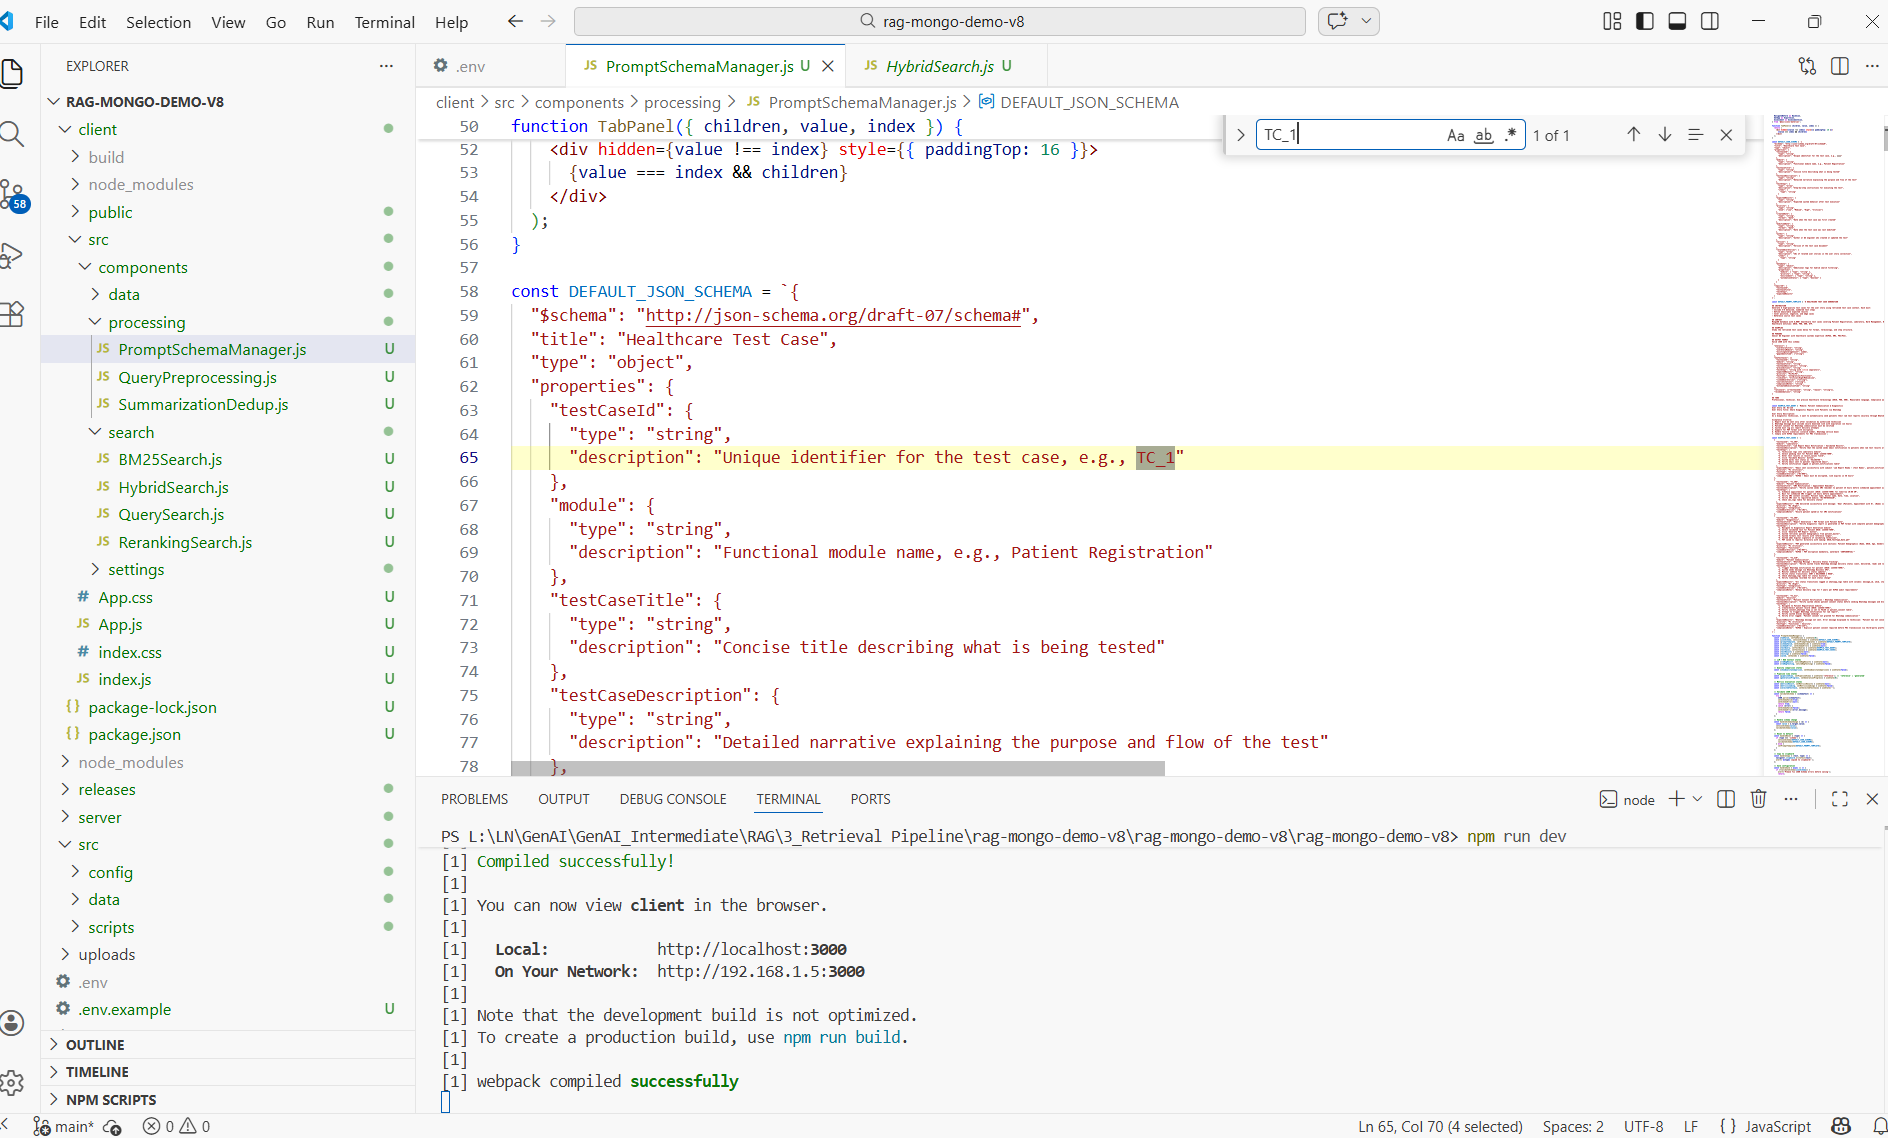 File Edit Selection View Go Run Terminal Help
rag-mongo-demo-v8
EXPLORER
RAG-MONGO-DEMO-V8
client
build
node_modules
public
src
components
data
processing
JS PromptSchemaManager.js U
JS QueryPreprocessing.js U
JS SummarizationDedup.js U
search
JS BM25Search.js U
JS HybridSearch.js U
JS QuerySearch.js U
JS RerankingSearch.js U
settings
# App.css U
JS App.js U
# index.css U
JS index.js U
{} package-lock.json U
{} package.json U
node_modules
releases
server
src
config
data
scripts
uploads
.env
.env.example U
OUTLINE
TIMELINE
NPM SCRIPTS
58
.env
JS PromptSchemaManager.js U
JS HybridSearch.js U
client > src > components > processing > JS PromptSchemaManager.js > DEFAULT_JSON_SCHEMA
TC_1 Aa ab .* 1 of 1
50 function TabPanel({ children, value, index }) {
52 <div hidden={value !== index} style={{ paddingTop: 16 }}>
53 {value === index && children}
54 </div>
55 );
56 }
57
58 const DEFAULT_JSON_SCHEMA = `{
59 "$schema": "http://json-schema.org/draft-07/schema#",
60 "title": "Healthcare Test Case",
61 "type": "object",
62 "properties": {
63 "testCaseId": {
64 "type": "string",
65 "description": "Unique identifier for the test case, e.g., TC_1"
66 },
67 "module": {
68 "type": "string",
69 "description": "Functional module name, e.g., Patient Registration"
70 },
71 "testCaseTitle": {
72 "type": "string",
73 "description": "Concise title describing what is being tested"
74 },
75 "testCaseDescription": {
76 "type": "string",
77 "description": "Detailed narrative explaining the purpose and flow of the test"
78 },
PROBLEMS OUTPUT DEBUG CONSOLE TERMINAL PORTS
node
PS L:\LN\GenAI\GenAI_Intermediate\RAG\3_Retrieval Pipeline\rag-mongo-demo-v8\rag-mongo-demo-v8\rag-mongo-demo-v8> npm run dev
[1] Compiled successfully!
[1]
[1] You can now view client in the browser.
[1]
[1] Local: http://localhost:3000
[1] On Your Network: http://192.168.1.5:3000
[1]
[1] Note that the development build is not optimized.
[1] To create a production build, use npm run build.
[1]
[1] webpack compiled successfully
main* 0 0
Ln 65, Col 70 (4 selected) Spaces: 2 UTF-8 LF {} JavaScript